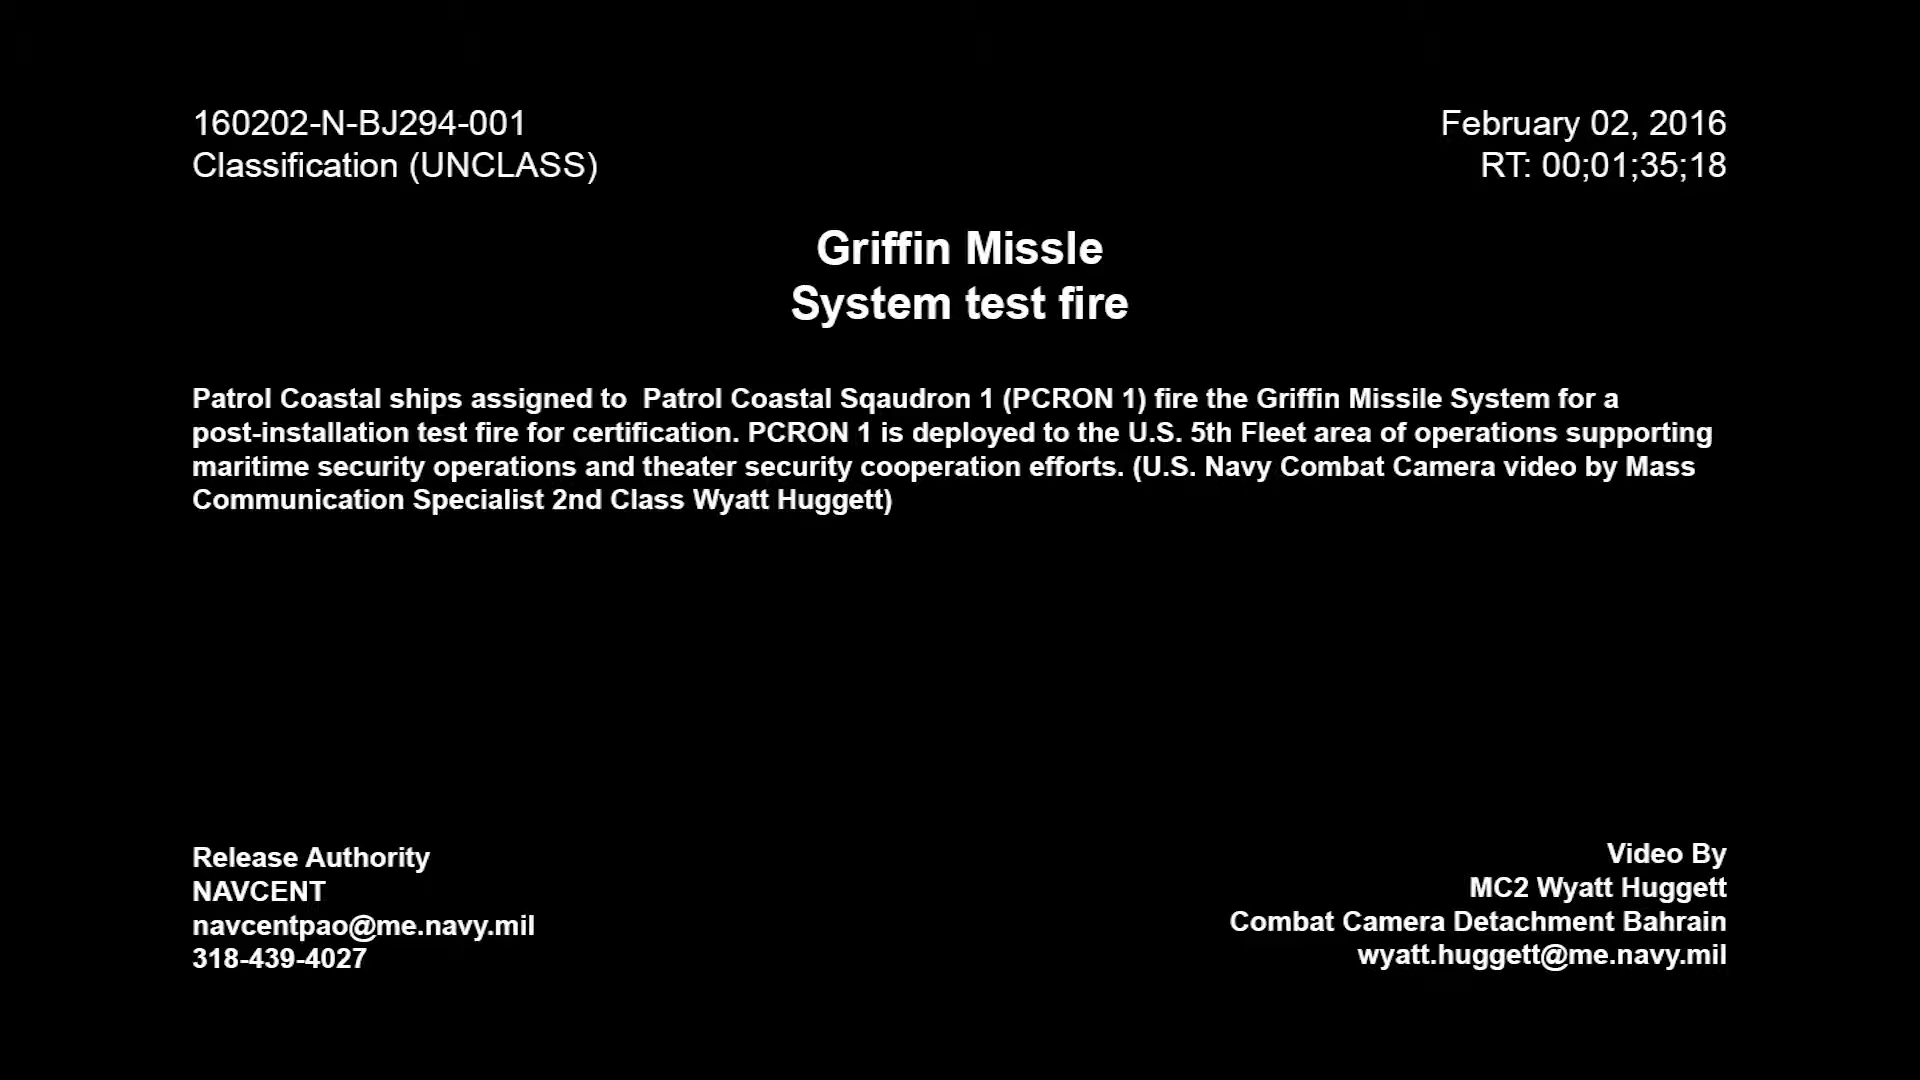 160202-N-BJ294-001
Classification (UNCLASS)
February 02, 2016
RT: 00;01;35;18
Griffin Missle
System test fire
Patrol Coastal ships assigned to  Patrol Coastal Sqaudron 1 (PCRON 1) fire the Griffin Missile System for a
post-installation test fire for certification. PCRON 1 is deployed to the U.S. 5th Fleet area of operations supporting
maritime security operations and theater security cooperation efforts. (U.S. Navy Combat Camera video by Mass
Communication Specialist 2nd Class Wyatt Huggett)
Release Authority
NAVCENT
navcentpao@me.navy.mil
318-439-4027
Video By
MC2 Wyatt Huggett
Combat Camera Detachment Bahrain
wyatt.huggett@me.navy.mil